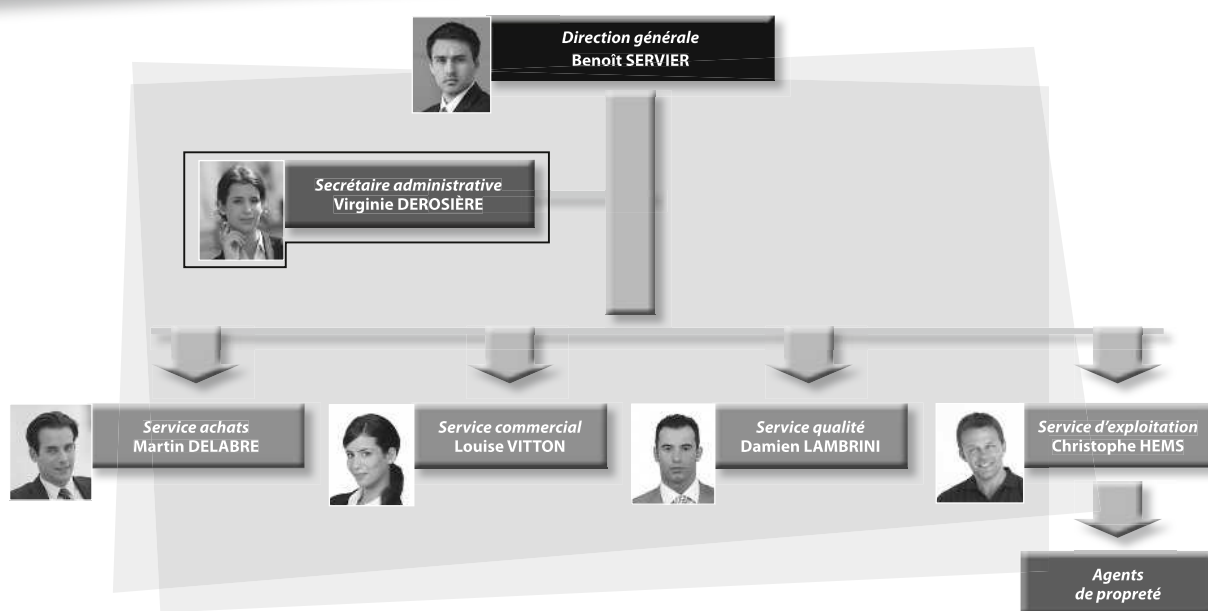 Direction générale
Benoît SERVIER
Secrétaire administrative
Virginie DEROSIÈRE
Service achats
Martin DELABRE
Service commercial
Louise VITTON
Service qualité
Damien LAMBRINI
Service d'exploitation
Christophe HEMS
Agents
de propreté